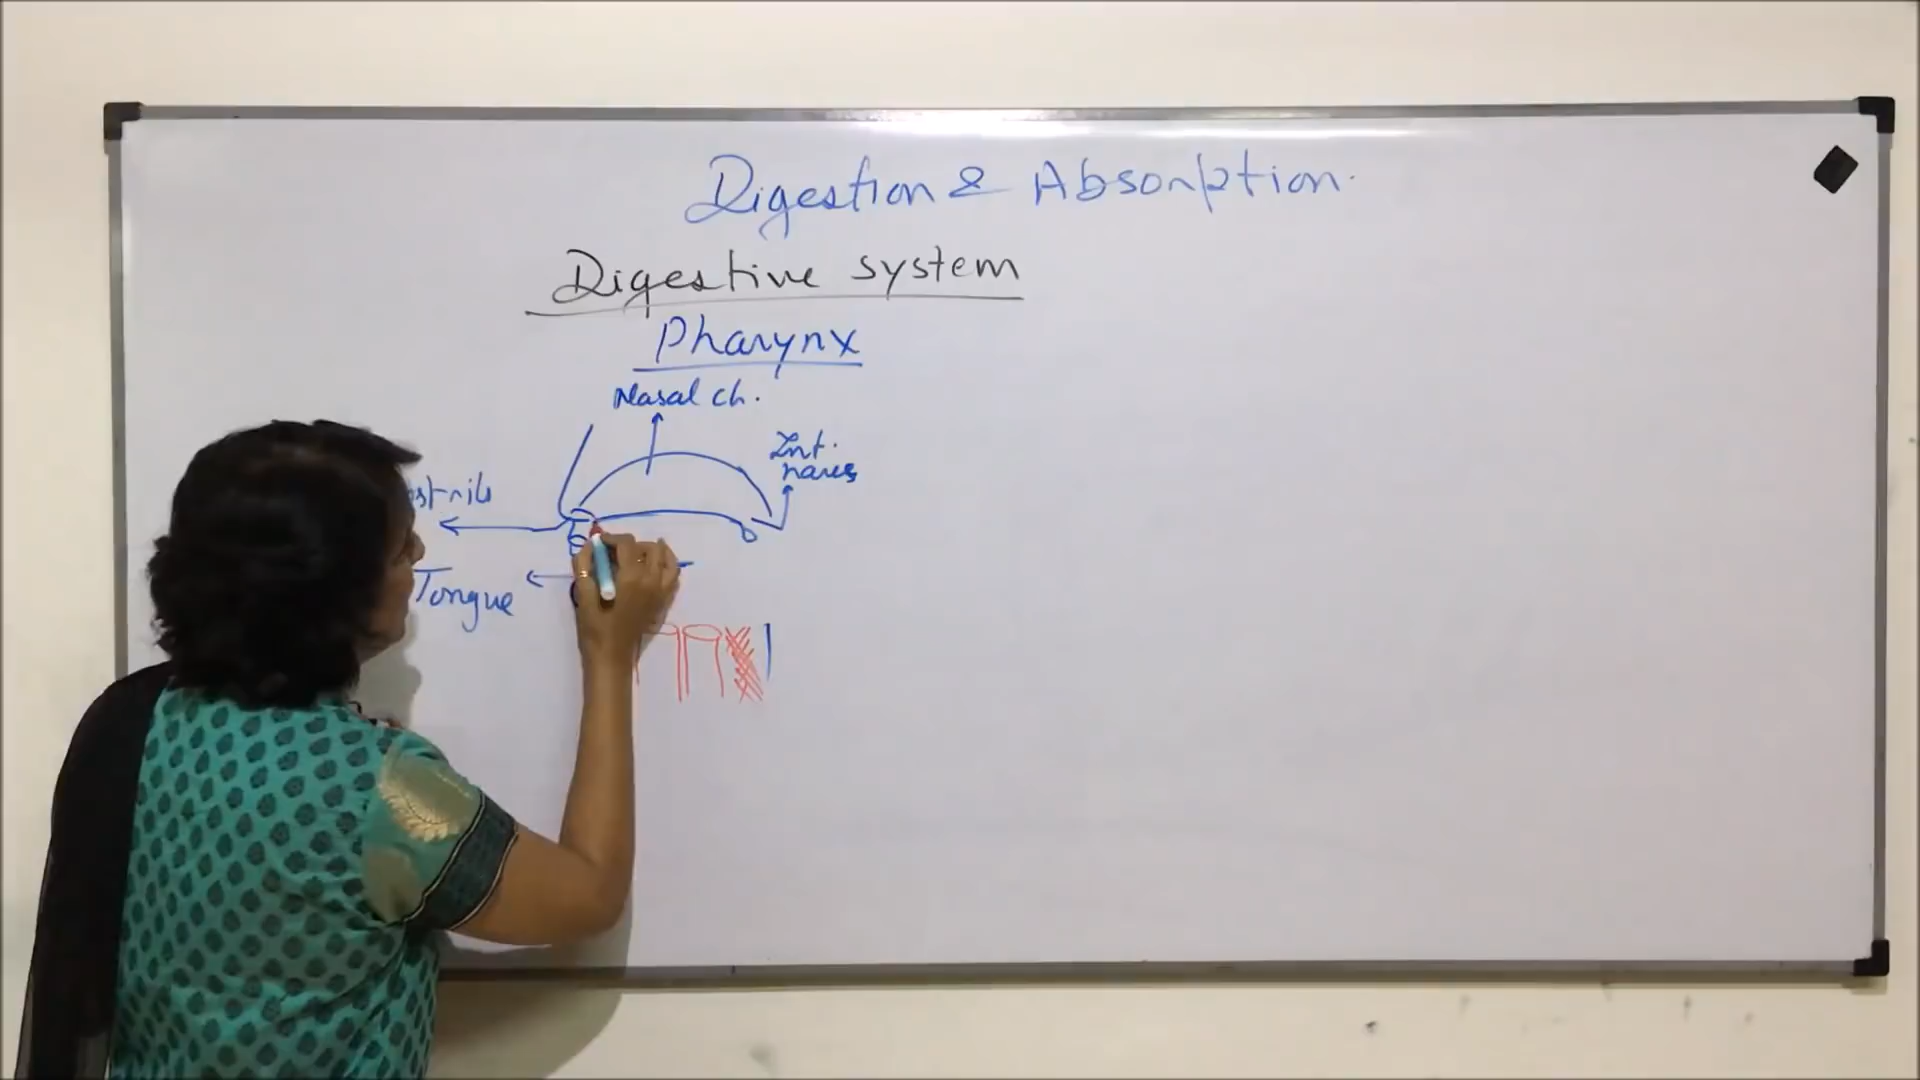 Digestion & Absorption.
Digestive system
Pharynx
Nasal ch.
Int.
nares
Tongue